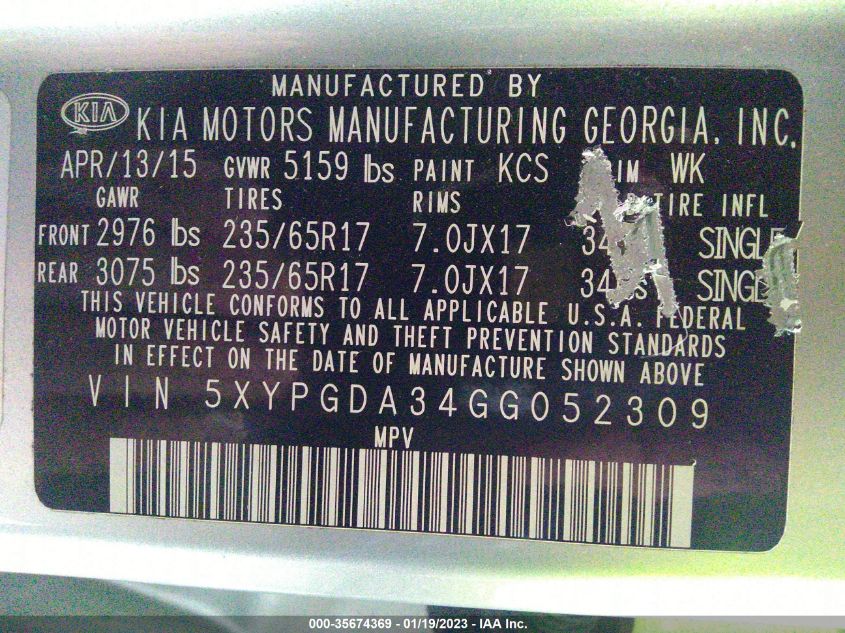 MANUFACTURED BY
KIA KIA MOTORS MANUFACTURING GEORGIA, INC.
APR/13/15 GVWR 5159 lbs PAINT KCS WK
GAWR TIRES RIMS TIRE INFL
FRONT 2976 lbs 235/65R17 7.0JX17 SINGLE
REAR 3075 lbs 235/65R17 7.0JX17
THIS VEHICLE CONFORMS TO ALL APPLICABLE U.S.A. FEDERAL
MOTOR VEHICLE SAFETY AND THEFT PREVENTION STANDARDS
IN EFFECT ON THE DATE OF MANUFACTURE SHOWN ABOVE
VIN 5XYPGDA34GG052309
MPV
000-35674369 - 01/19/2023 - IAA Inc.